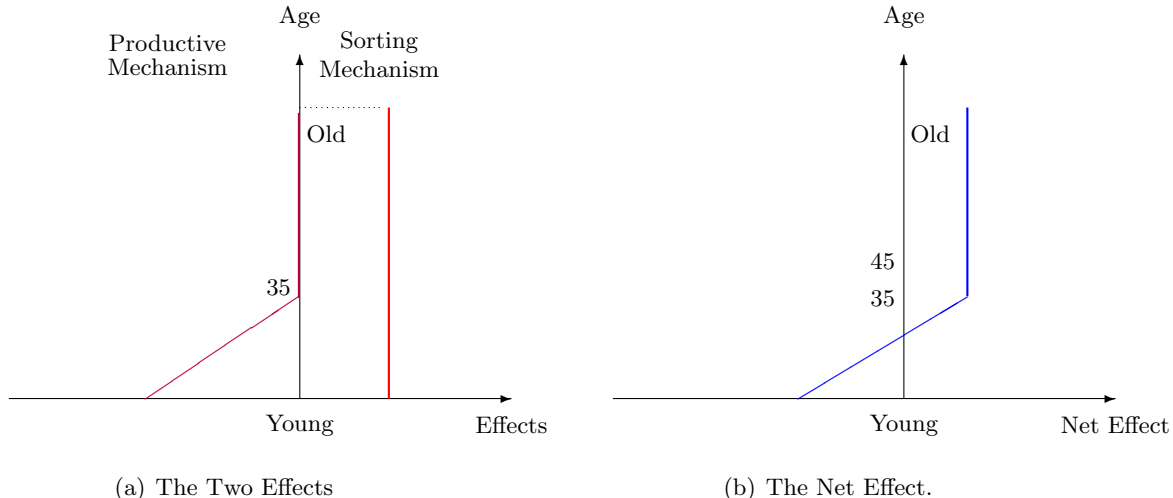 Age
Productive
Mechanism
Sorting
Mechanism
Old
35
Young
Effects
(a) The Two Effects
Age
Old
45
35
Young
Net Effect
(b) The Net Effect.